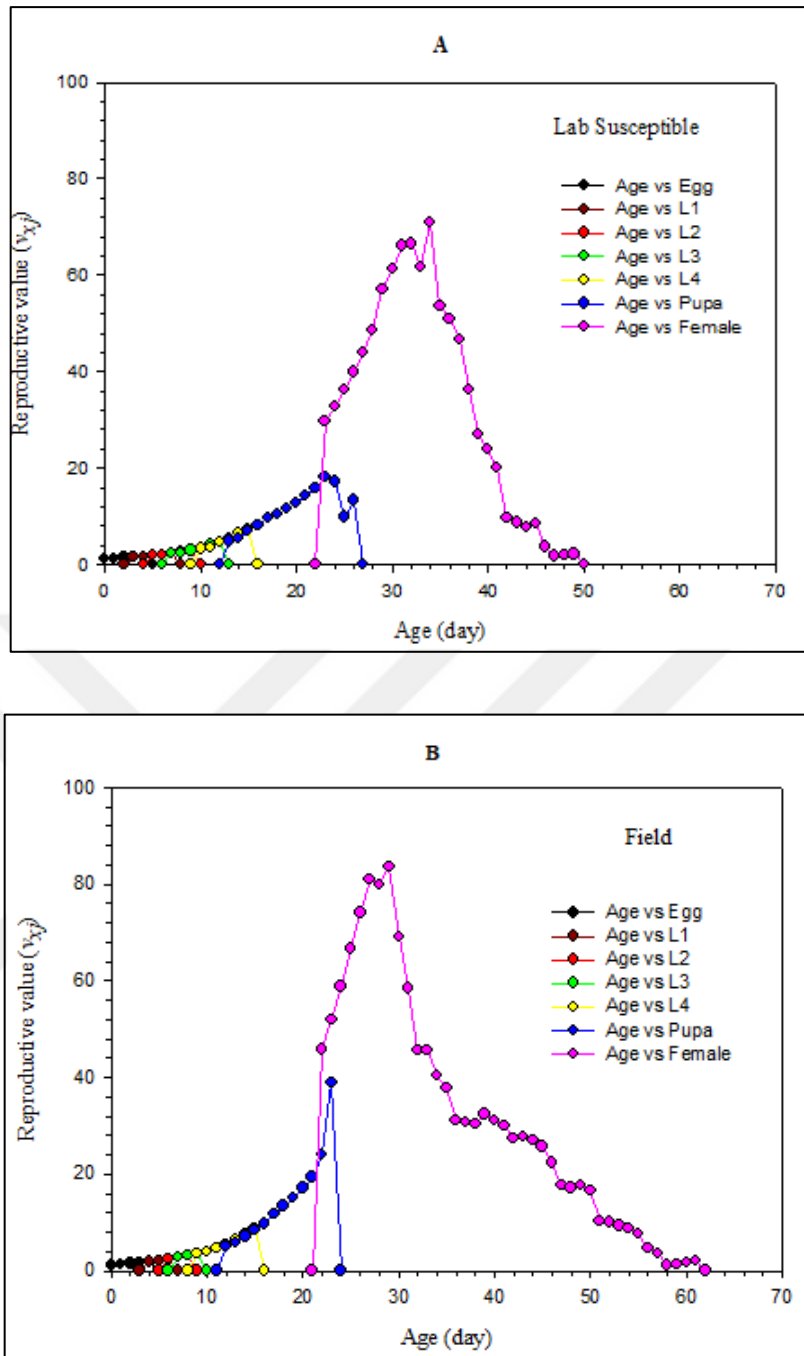 A
Lab Susceptible
Age vs Egg
Age vs L1
Age vs L2
Age vs L3
Age vs L4
Age vs Pupa
Age vs Female
Reproductive value (vxj)
100
80
60
40
20
0
0 10 20 30 40 50 60 70
Age (day)
B
Field
Age vs Egg
Age vs L1
Age vs L2
Age vs L3
Age vs L4
Age vs Pupa
Age vs Female
Reproductive value (vxj)
100
80
60
40
20
0
0 10 20 30 40 50 60 70
Age (day)